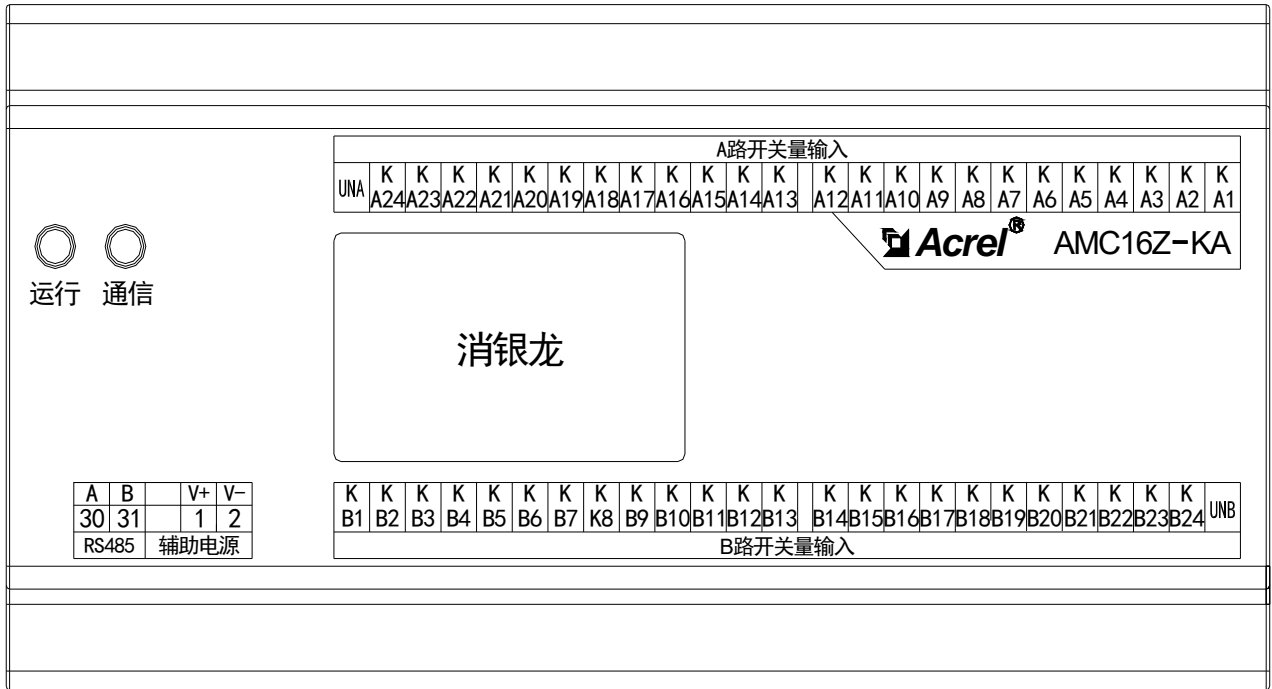 A路开关量输入
UNA K K K K K K K K K K K K K K K K K K K K K K K K
A24 A23 A22 A21 A20 A19 A18 A17 A16 A15 A14 A13 A12 A11 A10 A9 A8 A7 A6 A5 A4 A3 A2 A1
Acrel® AMC16Z-KA
运行 通信
消银龙
A B V+ V-
30 31 1 2
RS485 辅助电源
K K K K K K K K K K K K K K K K K K K K K K K K UNB
B1 B2 B3 B4 B5 B6 B7 K8 B9 B10 B11 B12 B13 B14 B15 B16 B17 B18 B19 B20 B21 B22 B23 B24
B路开关量输入